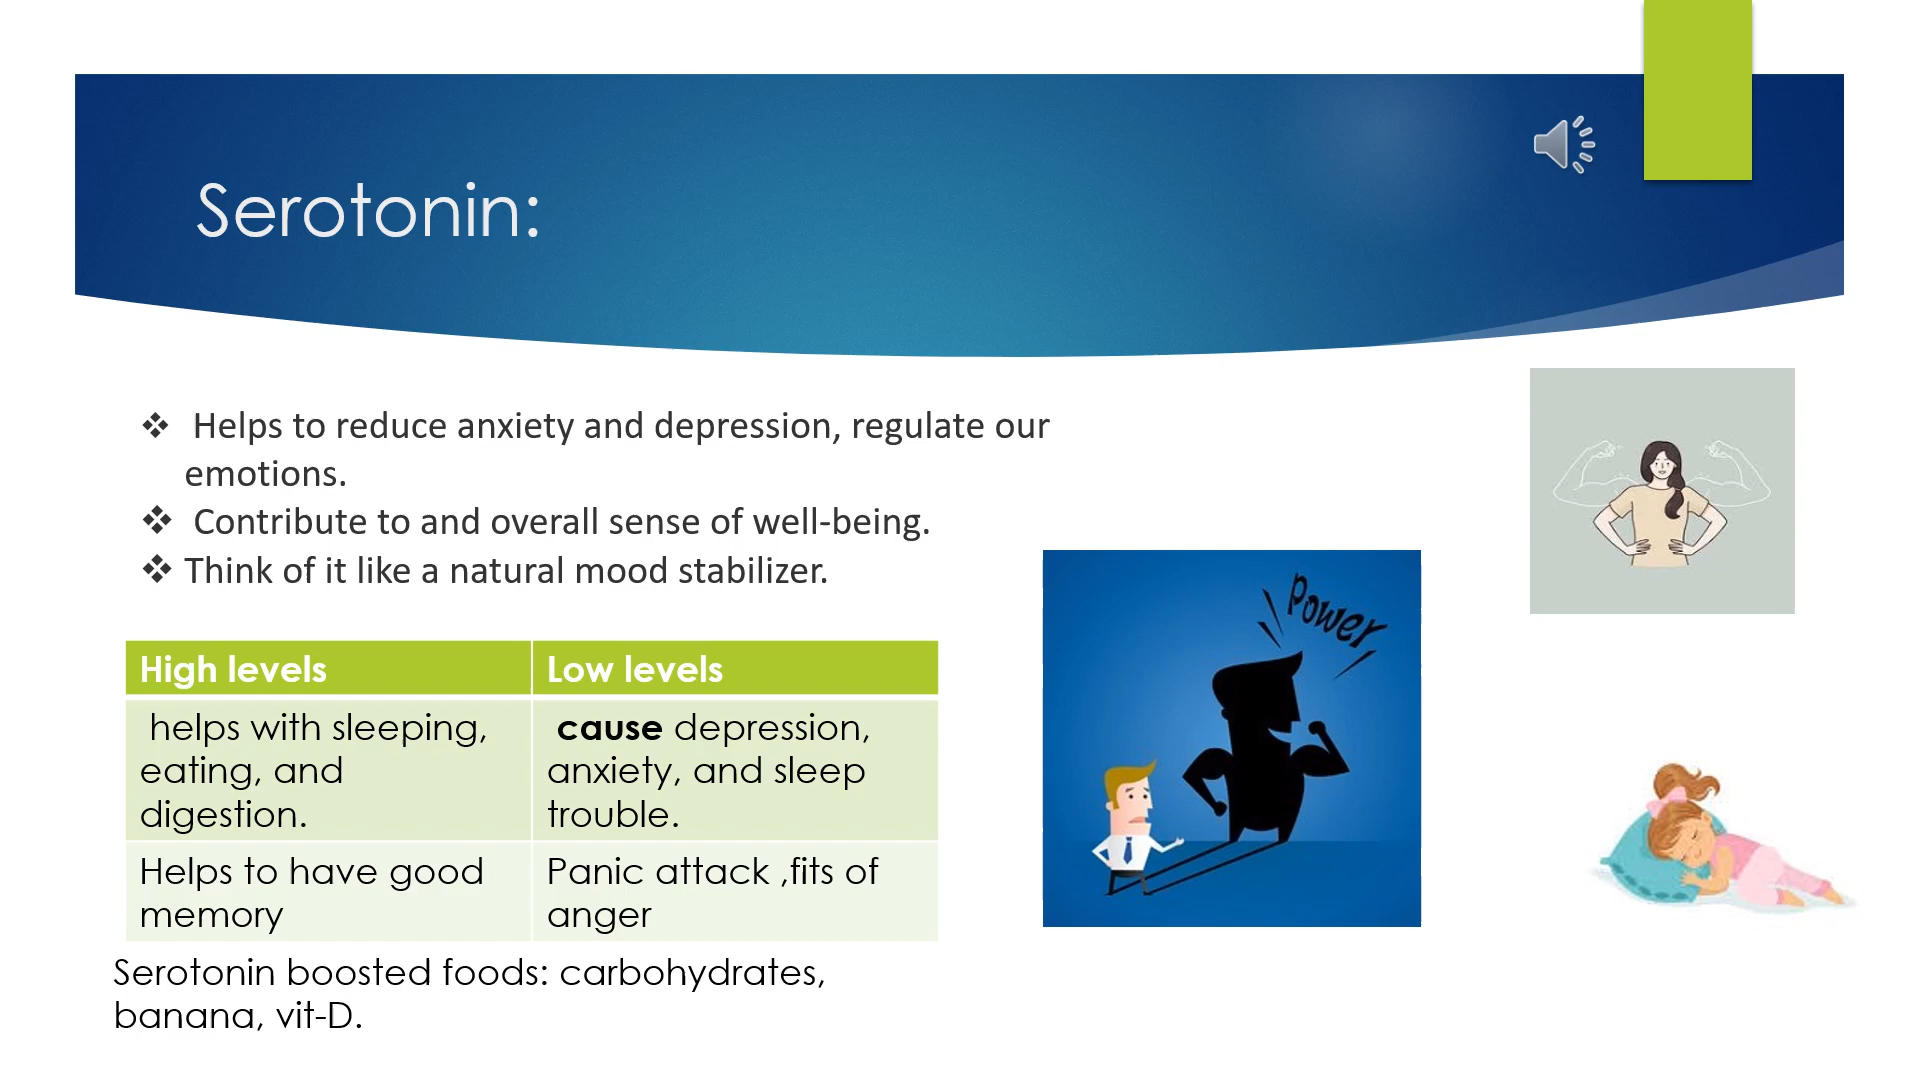 Serotonin:
❖ Helps to reduce anxiety and depression, regulate our
emotions.
❖ Contribute to and overall sense of well-being.
❖ Think of it like a natural mood stabilizer.
Power
High levels
Low levels
helps with sleeping,
eating, and
digestion.
cause depression,
anxiety, and sleep
trouble.
Helps to have good
memory
Panic attack ,fits of
anger
Serotonin boosted foods: carbohydrates,
banana, vit-D.